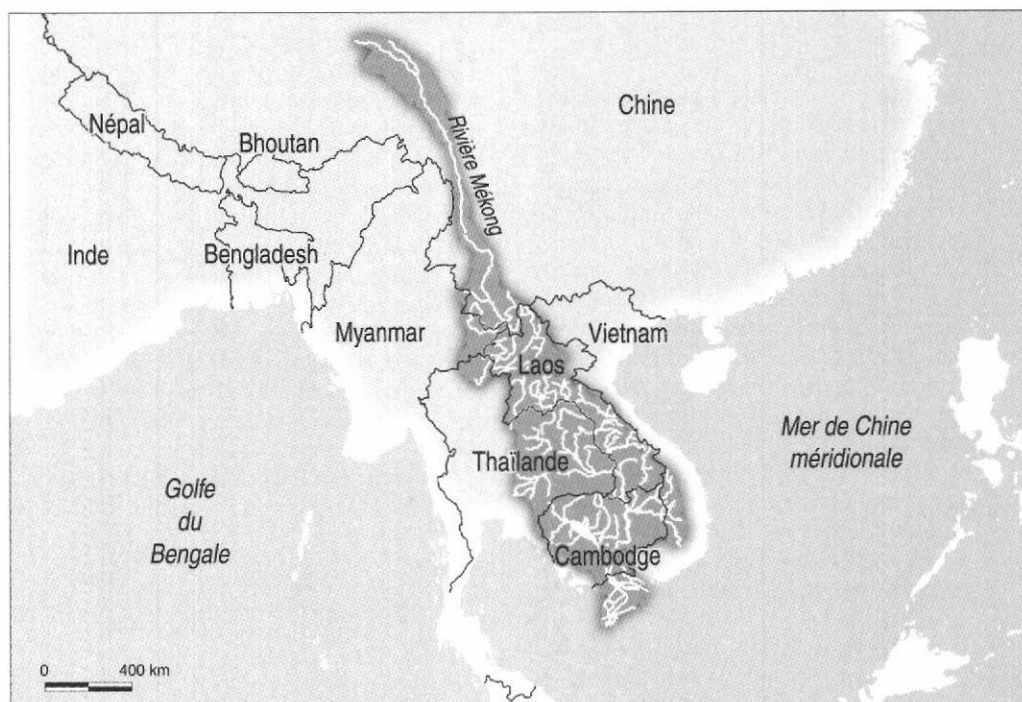 Chine
Népal
Bhoutan
Rivière Mékong
Inde
Bengladesh
Myanmar
Vietnam
Laos
Mer de Chine
méridionale
Thaïlande
Golfe
du
Bengale
Cambodge
0 400 km